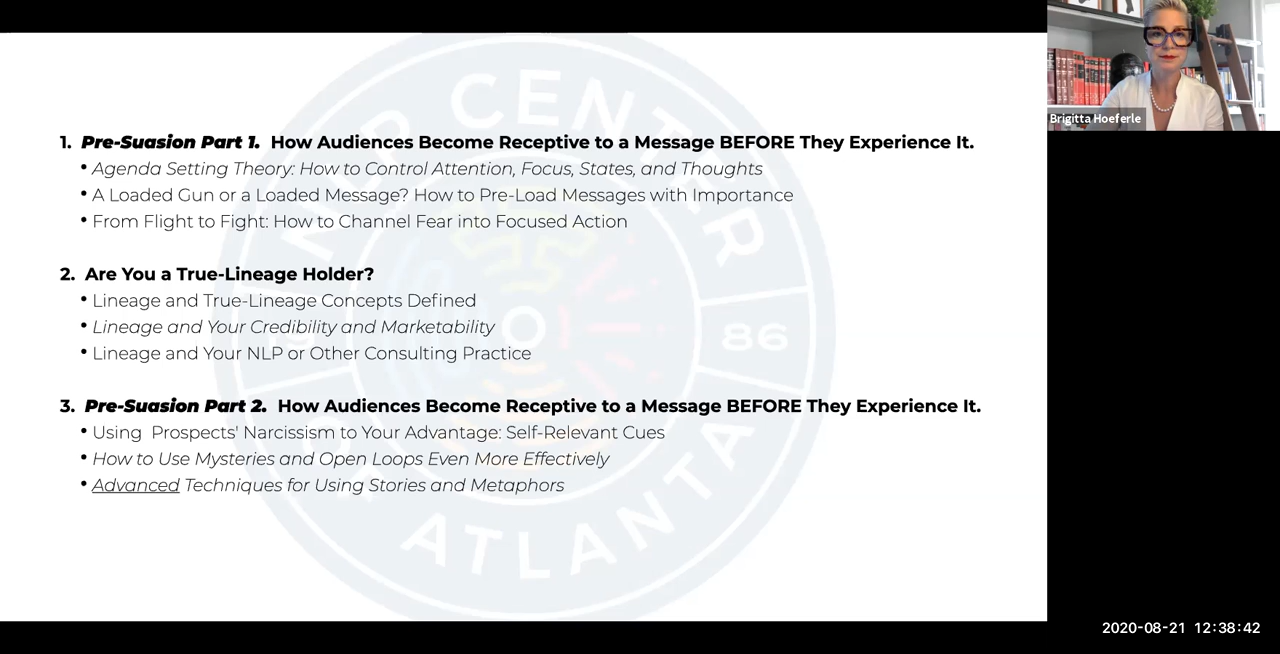 1. Pre-Suasion Part 1. How Audiences Become Receptive to a Message BEFORE They Experience It.
• Agenda Setting Theory: How to Control Attention, Focus, States, and Thoughts
• A Loaded Gun or a Loaded Message? How to Pre-Load Messages with Importance
• From Flight to Fight: How to Channel Fear into Focused Action
2. Are You a True-Lineage Holder?
• Lineage and True-Lineage Concepts Defined
• Lineage and Your Credibility and Marketability
• Lineage and Your NLP or Other Consulting Practice
3. Pre-Suasion Part 2. How Audiences Become Receptive to a Message BEFORE They Experience It.
• Using Prospects' Narcissism to Your Advantage: Self-Relevant Cues
• How to Use Mysteries and Open Loops Even More Effectively
• Advanced Techniques for Using Stories and Metaphors
NLP CENTER
19 86
OF ATLANTA
Brigitta Hoeferle
2020-08-21 12:38:42